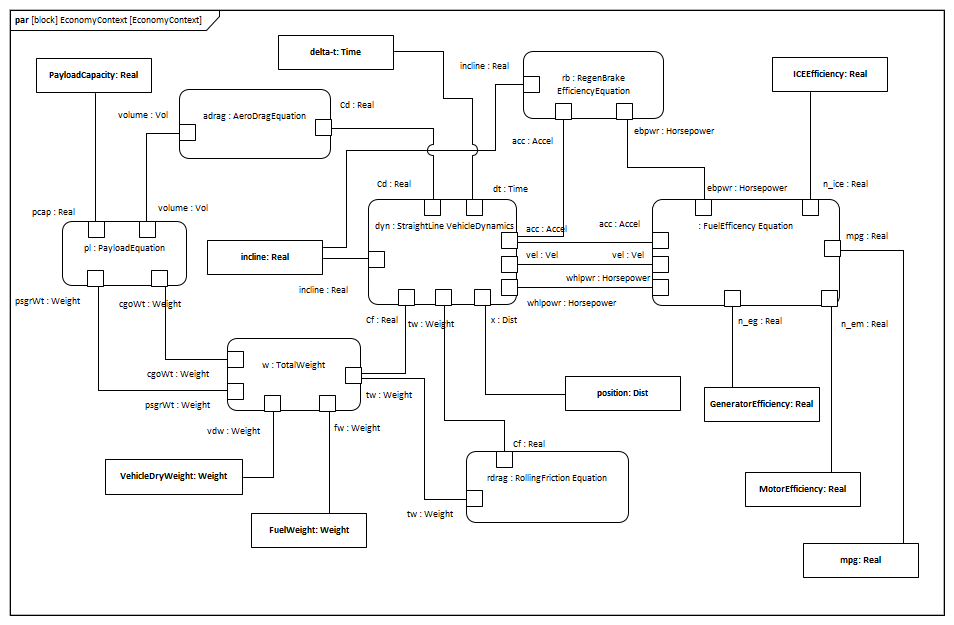 par [block] EconomyContext [EconomyContext]
delta-t: Time
PayloadCapacity: Real
incline : Real
rb : RegenBrake
EfficiencyEquation
ICEEfficiency: Real
volume : Vol
adrag : AeroDragEquation
Cd : Real
acc : Accel
ebpwr : Horsepower
Cd : Real
dt : Time
ebpwr : Horsepower
n_ice : Real
pcap : Real
volume : Vol
dyn : StraightLine VehicleDynamics
acc : Accel
acc : Accel
: FuelEfficency Equation
mpg : Real
pl : PayloadEquation
incline: Real
vel : Vel
vel : Vel
whlpwr : Horsepower
psgrWt : Weight
cgoWt : Weight
incline : Real
whlpowr : Horsepower
Cf : Real
tw : Weight
x : Dist
n_eg : Real
n_em : Real
w : TotalWeight
cgoWt : Weight
psgrWt : Weight
tw : Weight
position: Dist
GeneratorEfficiency: Real
vdw : Weight
fw : Weight
Cf : Real
VehicleDryWeight: Weight
rdrag : RollingFriction Equation
MotorEfficiency: Real
tw : Weight
FuelWeight: Weight
mpg: Real